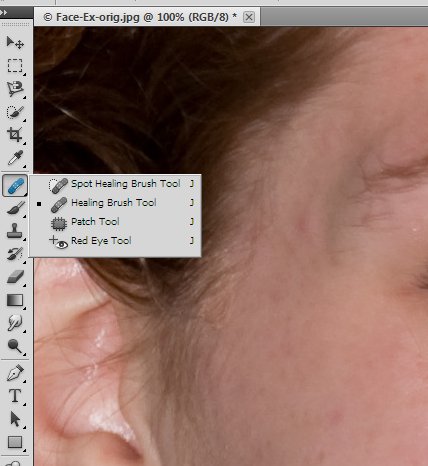 © Face-Ex-orig.jpg @ 100% (RGB/8) *
Spot Healing Brush Tool J
Healing Brush Tool J
Patch Tool J
Red Eye Tool J
T